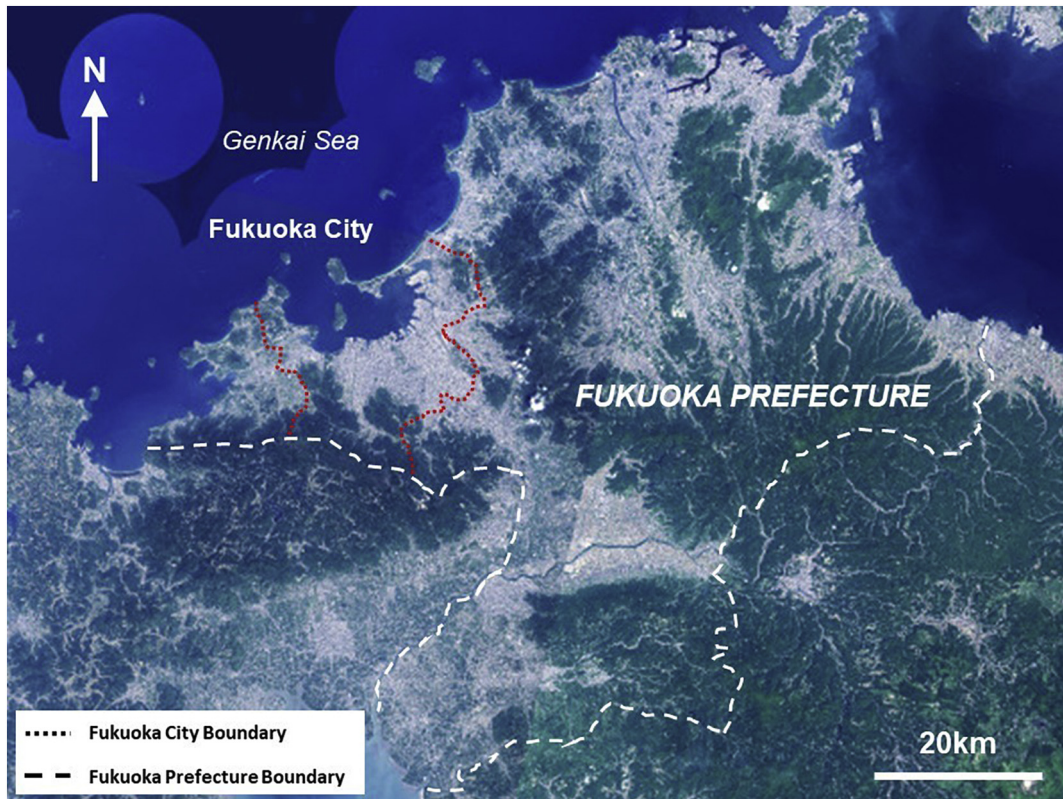 N
Genkai Sea
Fukuoka City
FUKUOKA PREFECTURE
Fukuoka City Boundary
Fukuoka Prefecture Boundary
20km